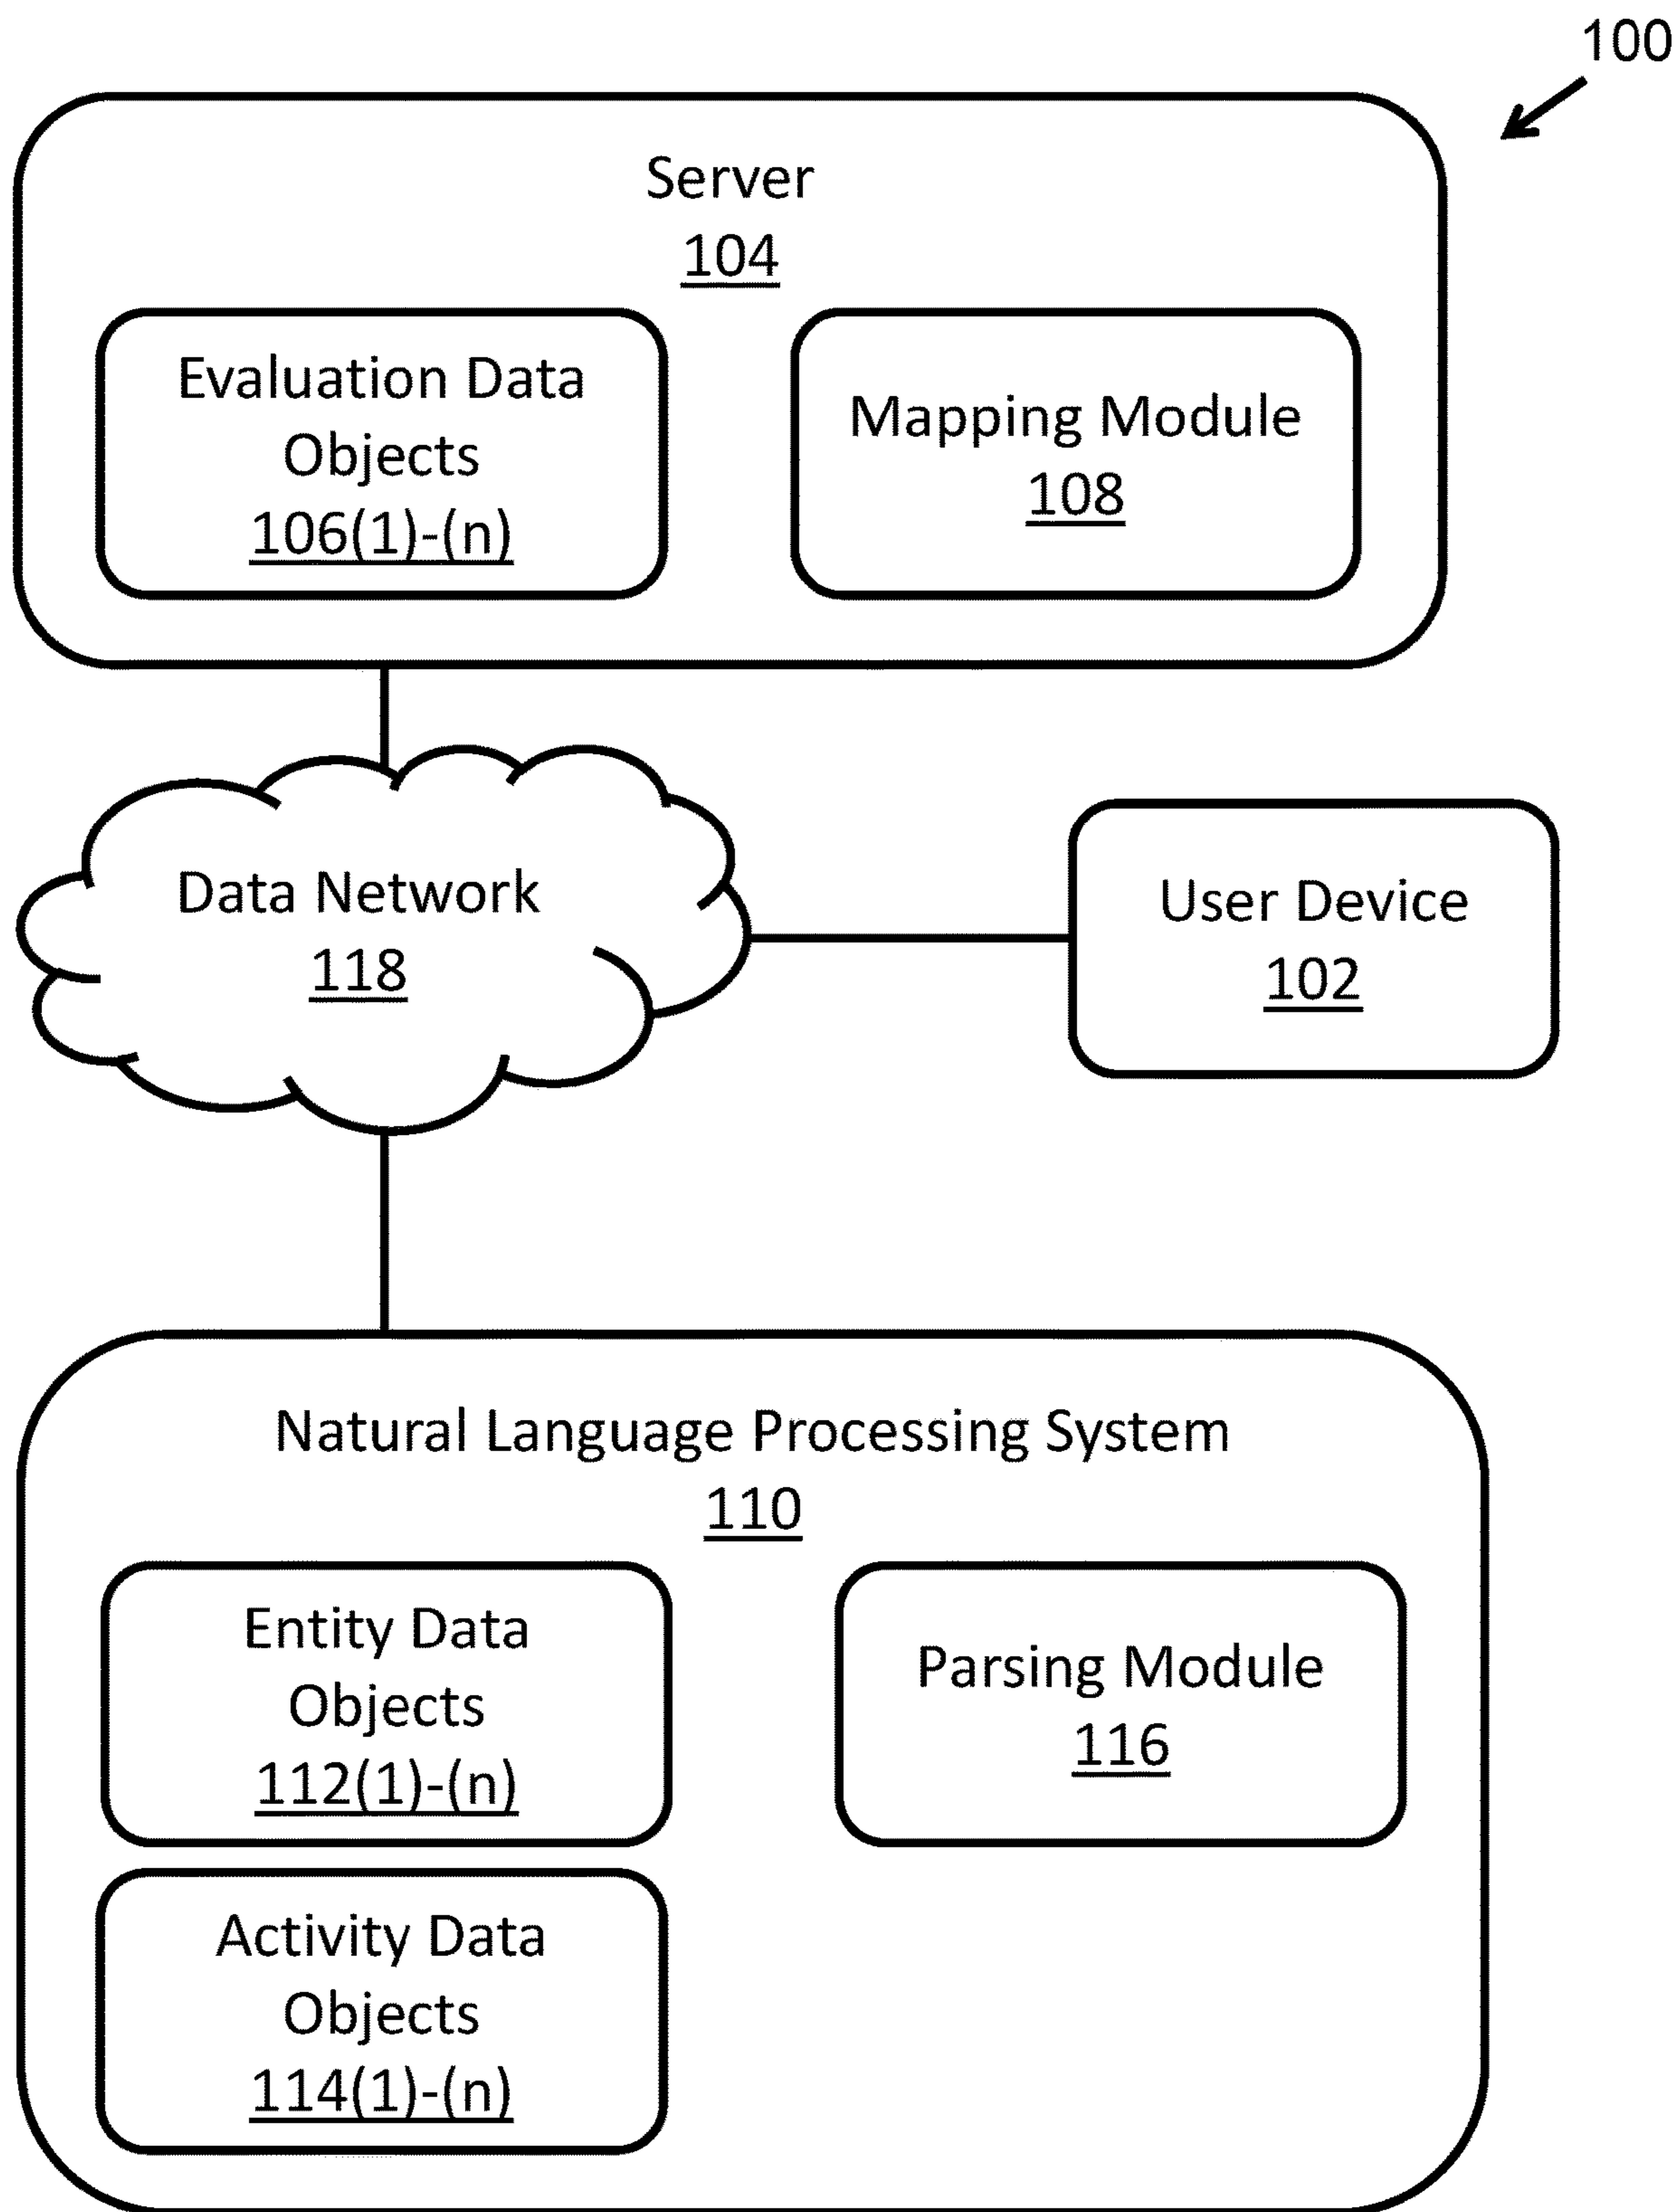 100
Server
104
Evaluation Data
Objects
106(1)-(n)
Mapping Module
108
Data Network
118
User Device
102
Natural Language Processing System
110
Entity Data
Objects
112(1)-(n)
Parsing Module
116
Activity Data
Objects
114(1)-(n)